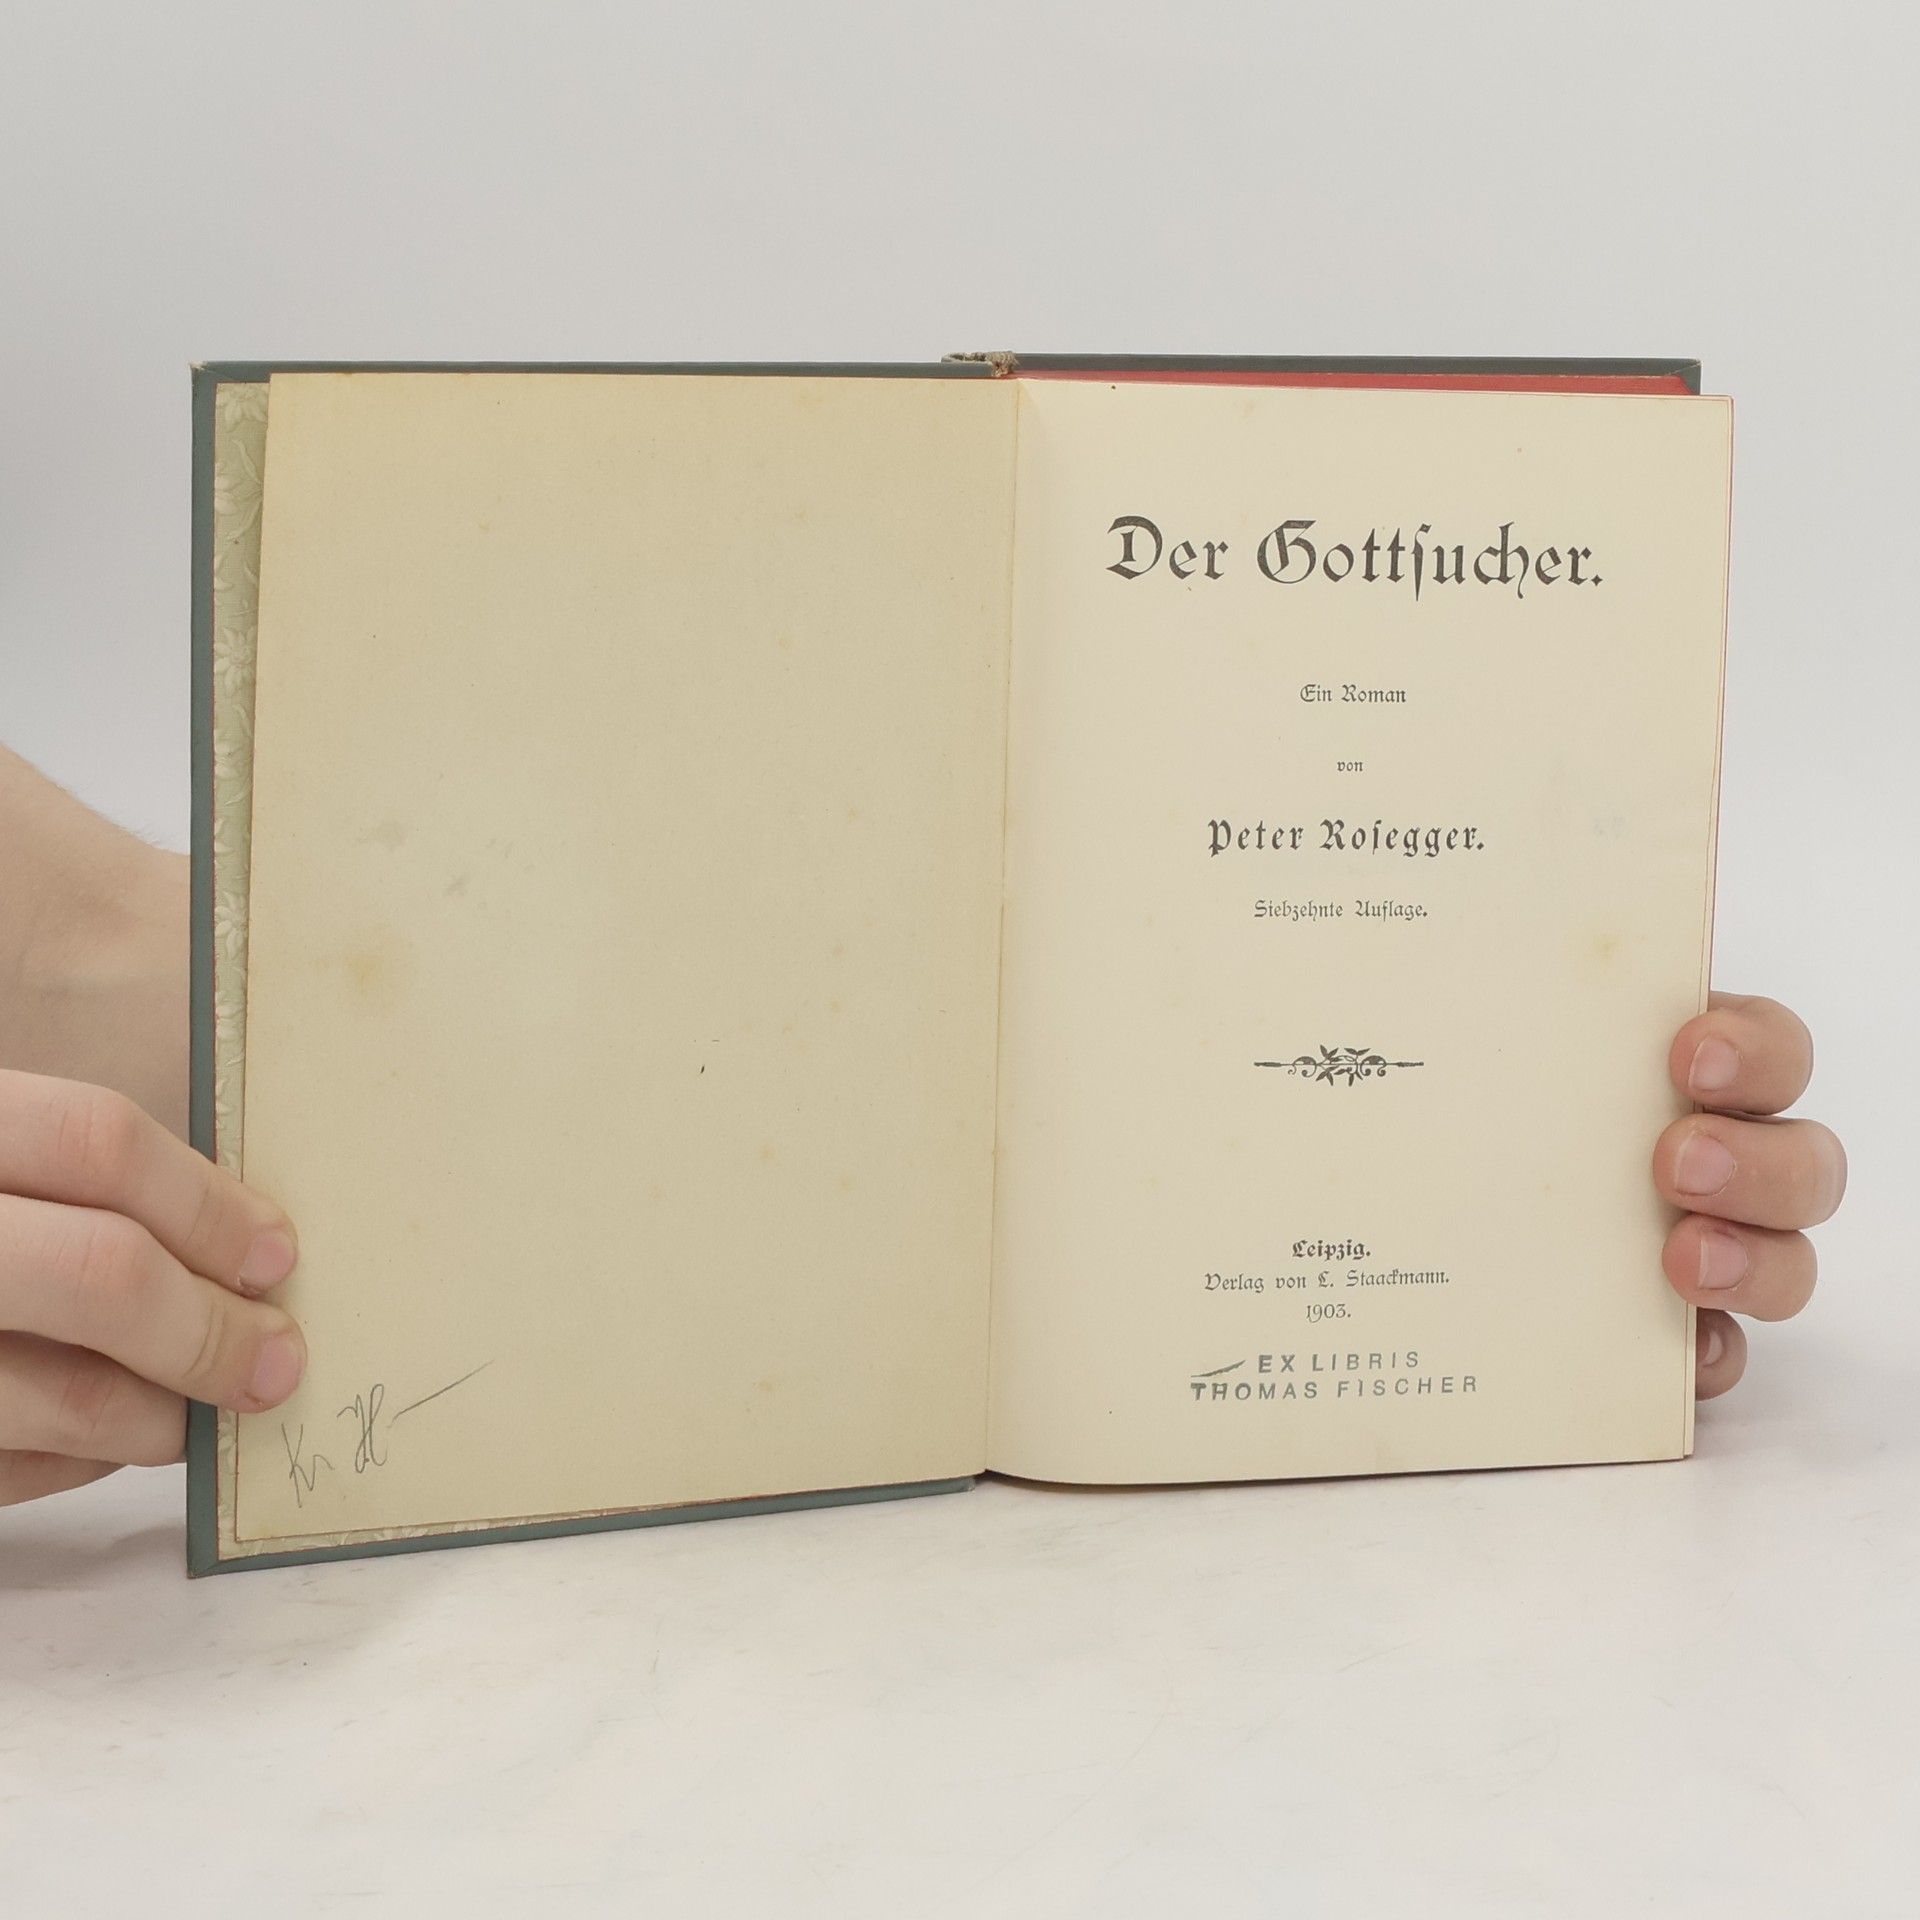 Der Gottſucher.
Ein Roman
von
Peter Roſegger.
Siebzehnte Auflage.
Leipzig.
Verlag von L. Staackmann.
1903.
EX LIBRIS
THOMAS FISCHER